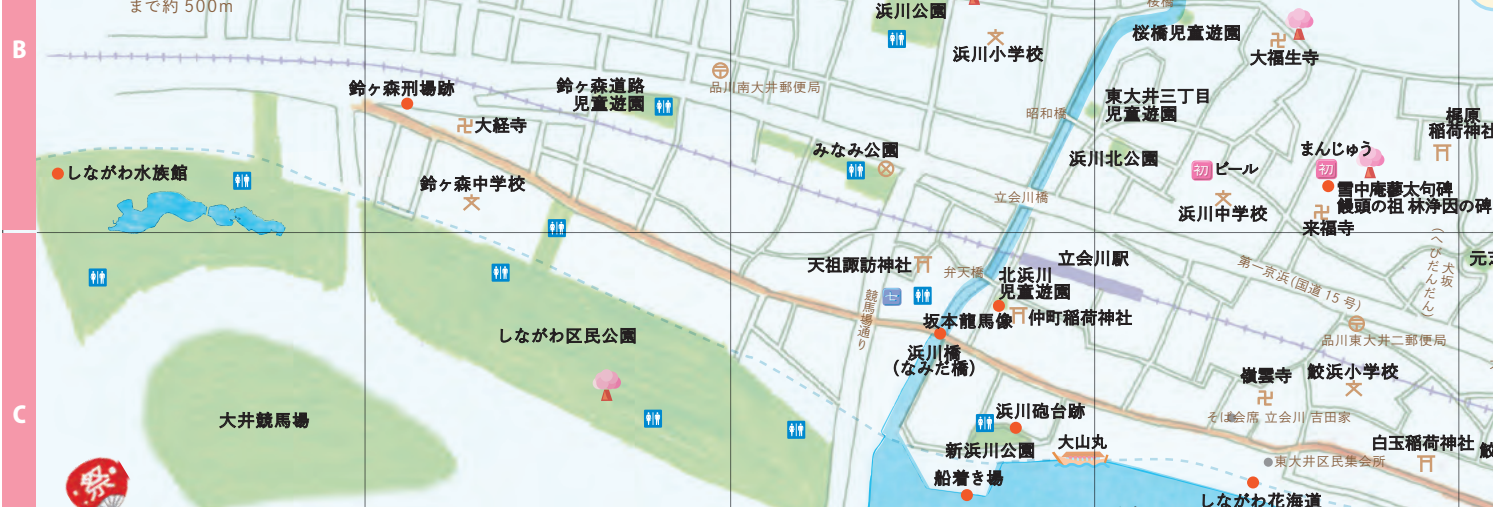 まで約 500m
B
浜川公園
浜川小学校
桜橋
桜橋児童遊園
大福生寺
鈴ヶ森刑場跡
鈴ヶ森道路
児童遊園
品川南大井郵便局
昭和橋
東大井三丁目
児童遊園
梶原
稲荷神社
大経寺
みなみ公園
浜川北公園
初
ビール
まんじゅう
初
しながわ水族館
鈴ヶ森中学校
立会川橋
浜川中学校
雪中庵蓼太句碑
饅頭の祖 林浄因の碑
来福寺
天祖諏訪神社
弁天橋
北浜川
児童遊園
立会川駅
第一京浜(国道 15 号)
犬坂
(へびだんだん)
競馬場通り
七
坂本龍馬像
仲町稲荷神社
しながわ区民公園
浜川橋
(なみだ橋)
品川東大井二郵便局
嶺雲寺
鮫浜小学校
C
大井競馬場
浜川砲台跡
そば会席 立会川 吉田家
新浜川公園
大山丸
白玉稲荷神社
東大井区民集会所
祭
船着き場
しながわ花海道